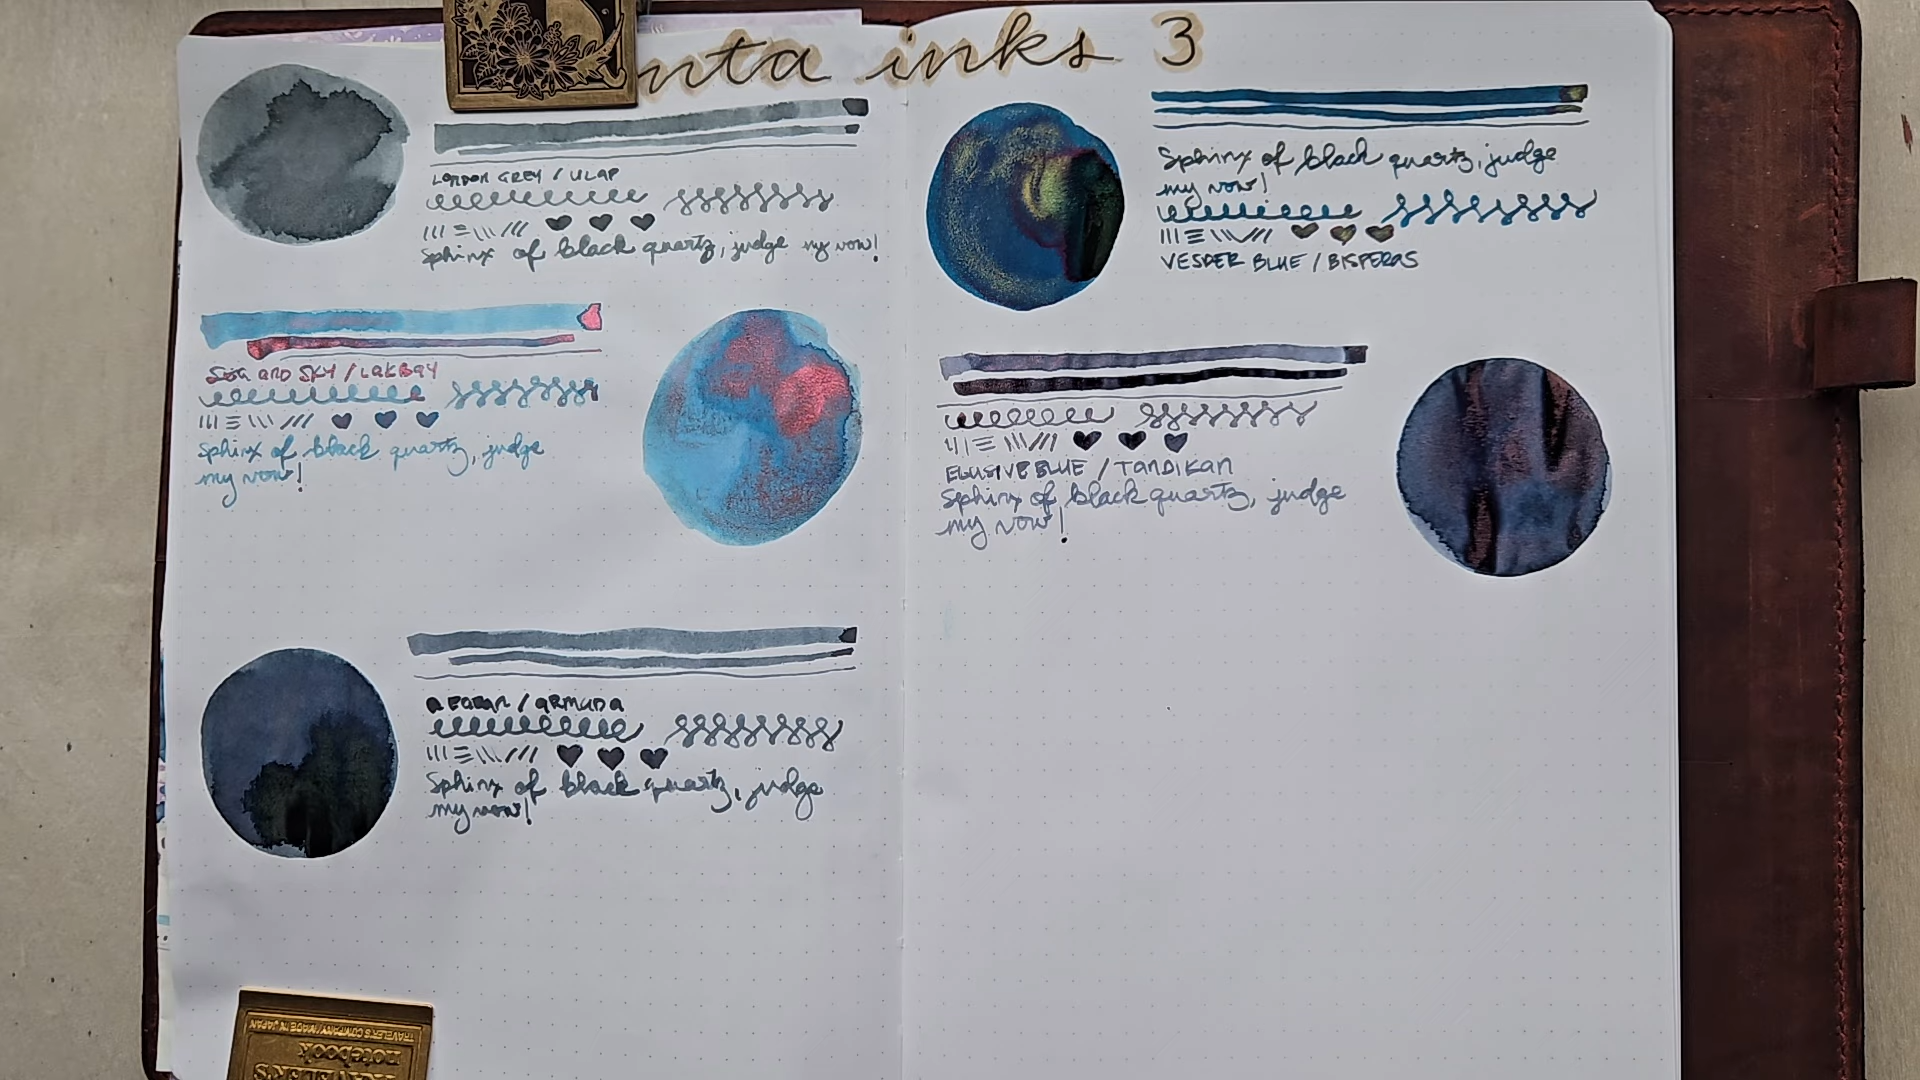 nta inks 3
LONDON GREY / ULAP
Sphinx of black quartz, judge my vow!
SEA AND SKY / LAKBAY
Sphinx of black quartz, judge
my vow!
/ ARMADA
Sphinx of black quartz, judge
my vow!
Sphinx of black quartz, judge
my vow!
VESPER BLUE / BISPERAS
ELUSIVE BLUE / TANDIKAN
Sphinx of black quartz, judge
my vow!
TRAVELER'S COMPANY/MADE IN JAPAN
notebook